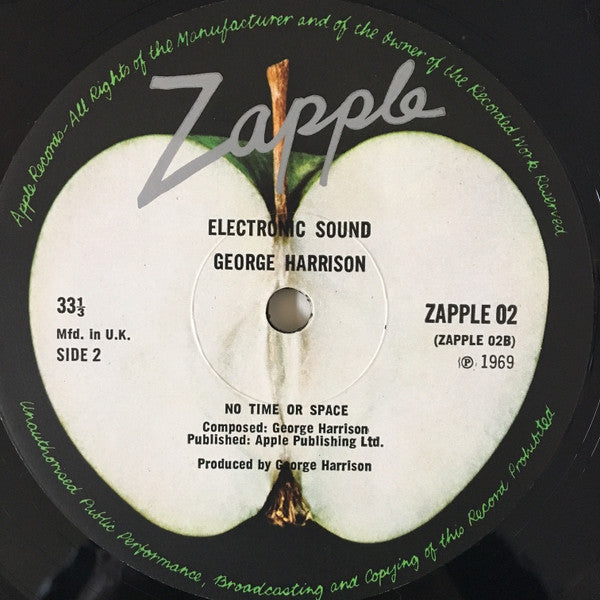 Apple Records-All Rights of the Manufacturer and of the Owner of the Recorded Work Reserved
Zapple
ELECTRONIC SOUND
GEORGE HARRISON
33⅓
Mfd. in U.K.
SIDE 2
ZAPPLE 02
(ZAPPLE 02B)
℗ 1969
NO TIME OR SPACE
Composed: George Harrison
Published: Apple Publishing Ltd.
Produced by George Harrison
Unauthorised Public Performance, Broadcasting and Copying of this Record Prohibited